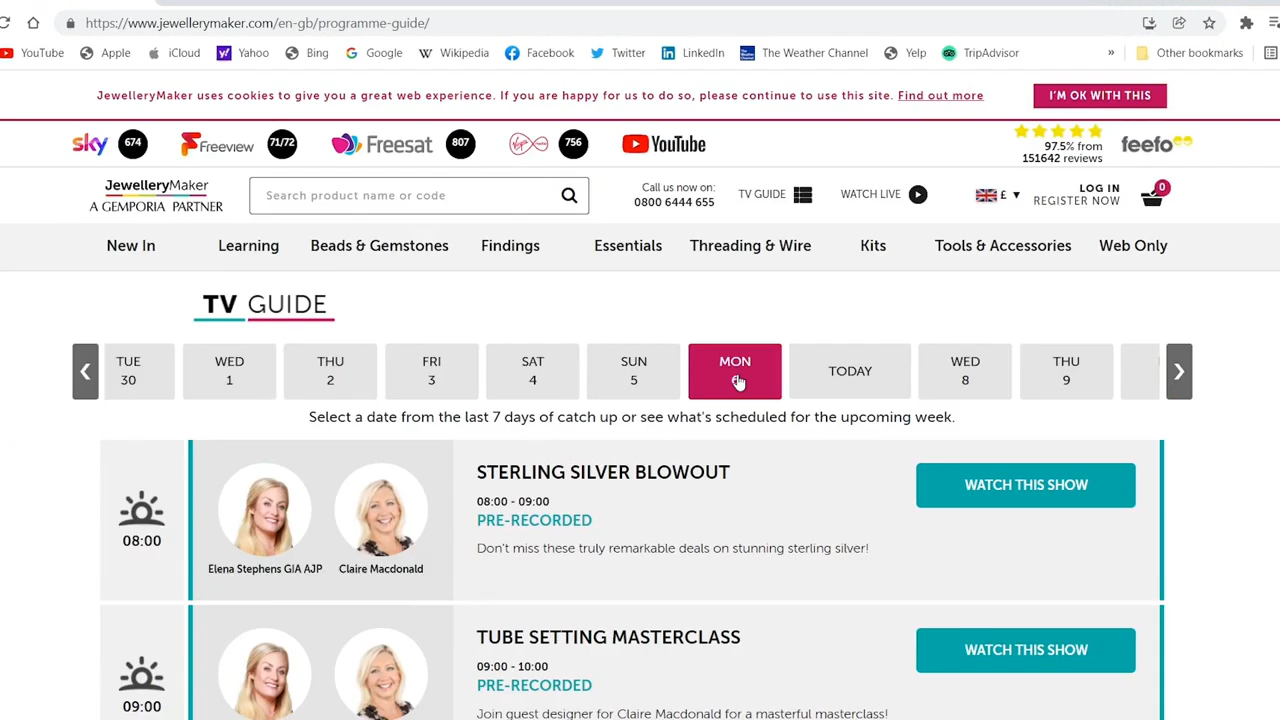 https://www.jewellerymaker.com/en-gb/programme-guide/
YouTube Apple iCloud Yahoo Bing Google Wikipedia Facebook Twitter LinkedIn The Weather Channel Yelp TripAdvisor » Other bookmarks
JewelleryMaker uses cookies to give you a great web experience. If you are happy for us to do so, please continue to use this site. Find out more I'M OK WITH THIS
sky 674 Freeview 71/72 Freesat 807 756 YouTube 97.5% from feefo
151642 reviews
JewelleryMaker
A GEMPORIA PARTNER
Search product name or code
Call us now on:
0800 6444 655
TV GUIDE WATCH LIVE £ ▼
LOG IN
REGISTER NOW
0
New In Learning Beads & Gemstones Findings Essentials Threading & Wire Kits Tools & Accessories Web Only
TV GUIDE
TUE WED THU FRI SAT SUN MON TODAY WED THU
30 1 2 3 4 5 8 9
Select a date from the last 7 days of catch up or see what's scheduled for the upcoming week.
08:00
Elena Stephens GIA AJP Claire Macdonald
STERLING SILVER BLOWOUT
08:00 - 09:00
PRE-RECORDED
Don't miss these truly remarkable deals on stunning sterling silver!
WATCH THIS SHOW
09:00
TUBE SETTING MASTERCLASS
09:00 - 10:00
PRE-RECORDED
Join guest designer for Claire Macdonald for a masterful masterclass!
WATCH THIS SHOW